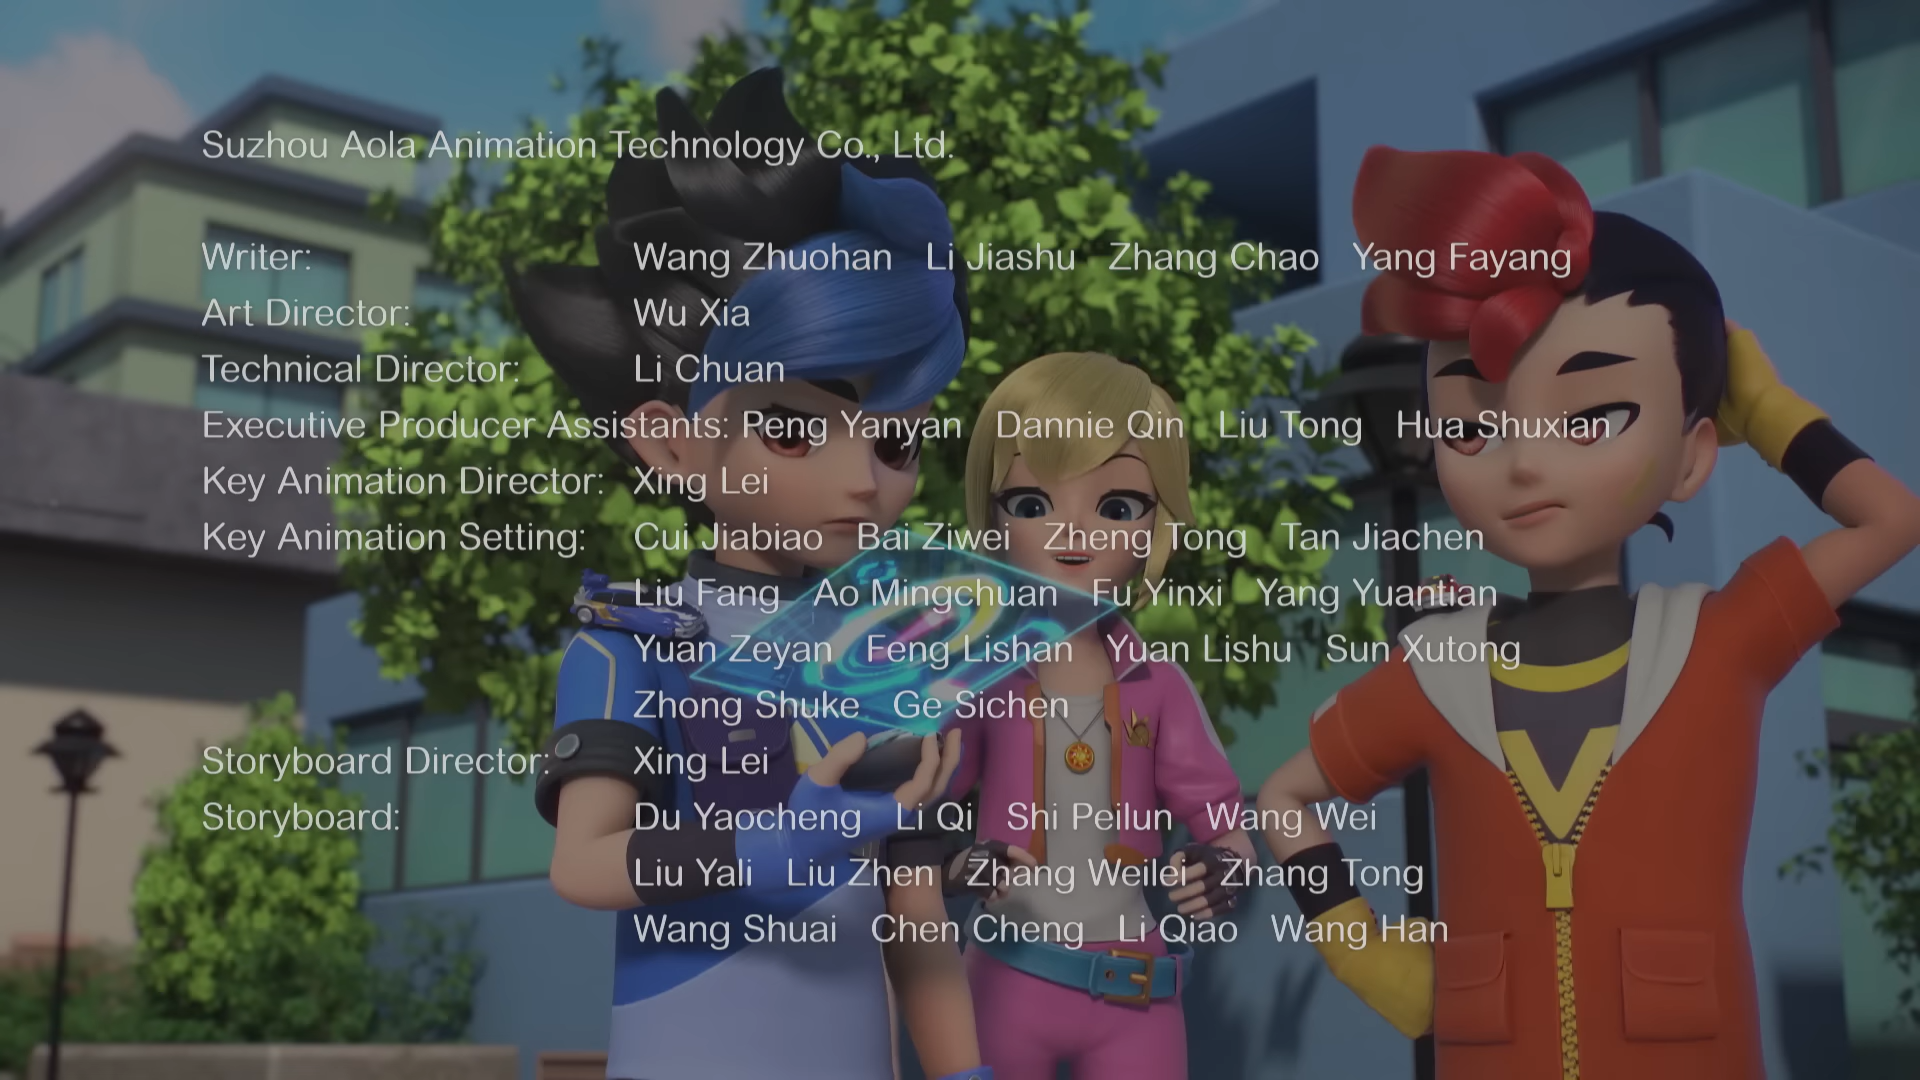 Suzhou Aola Animation Technology Co., Ltd.
Writer: Wang Zhuohan Li Jiashu Zhang Chao Yang Fayang
Art Director: Wu Xia
Technical Director: Li Chuan
Executive Producer Assistants: Peng Yanyan Dannie Qin Liu Tong Hua Shuxian
Key Animation Director: Xing Lei
Key Animation Setting: Cui Jiabiao Bai Ziwei Zheng Tong Tan Jiachen
Liu Fang Ao Mingchuan Fu Yinxi Yang Yuantian
Yuan Zeyan Feng Lishan Yuan Lishu Sun Xutong
Zhong Shuke Ge Sichen
Storyboard Director: Xing Lei
Storyboard: Du Yaocheng Li Qi Shi Peilun Wang Wei
Liu Yali Liu Zhen Zhang Weilei Zhang Tong
Wang Shuai Chen Cheng Li Qiao Wang Han